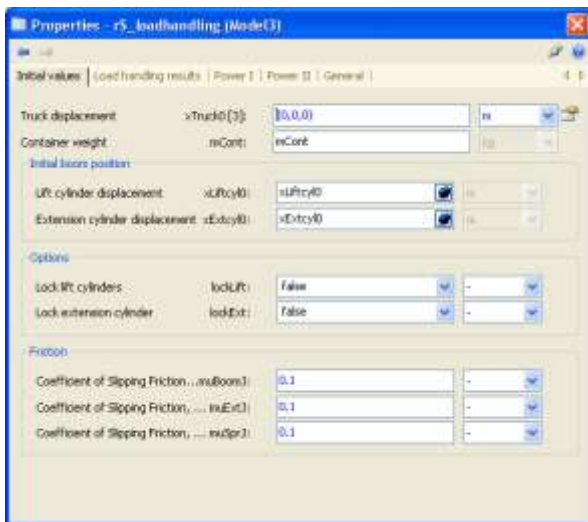 Properties - r5_loadhandling (Model3)
Initial values | Load handling results | Power I | Power II | General |
Truck displacement xTruck0[3]: {0,0,0} m
Container weight mCont: mCont kg
Initial boom position
Lift cylinder displacement xLiftcyl0: xLiftcyl0 m
Extension cylinder displacement xExtcyl0: xExtcyl0 m
Options
Lock lift cylinders lockLift: false -
Lock extension cylinder lockExt: false -
Friction
Coefficient of Slipping Friction...muBoomJ: 0.1 -
Coefficient of Slipping Friction, ... muExtJ: 0.1 -
Coefficient of Slipping Friction, ... muSprJ: 0.1 -